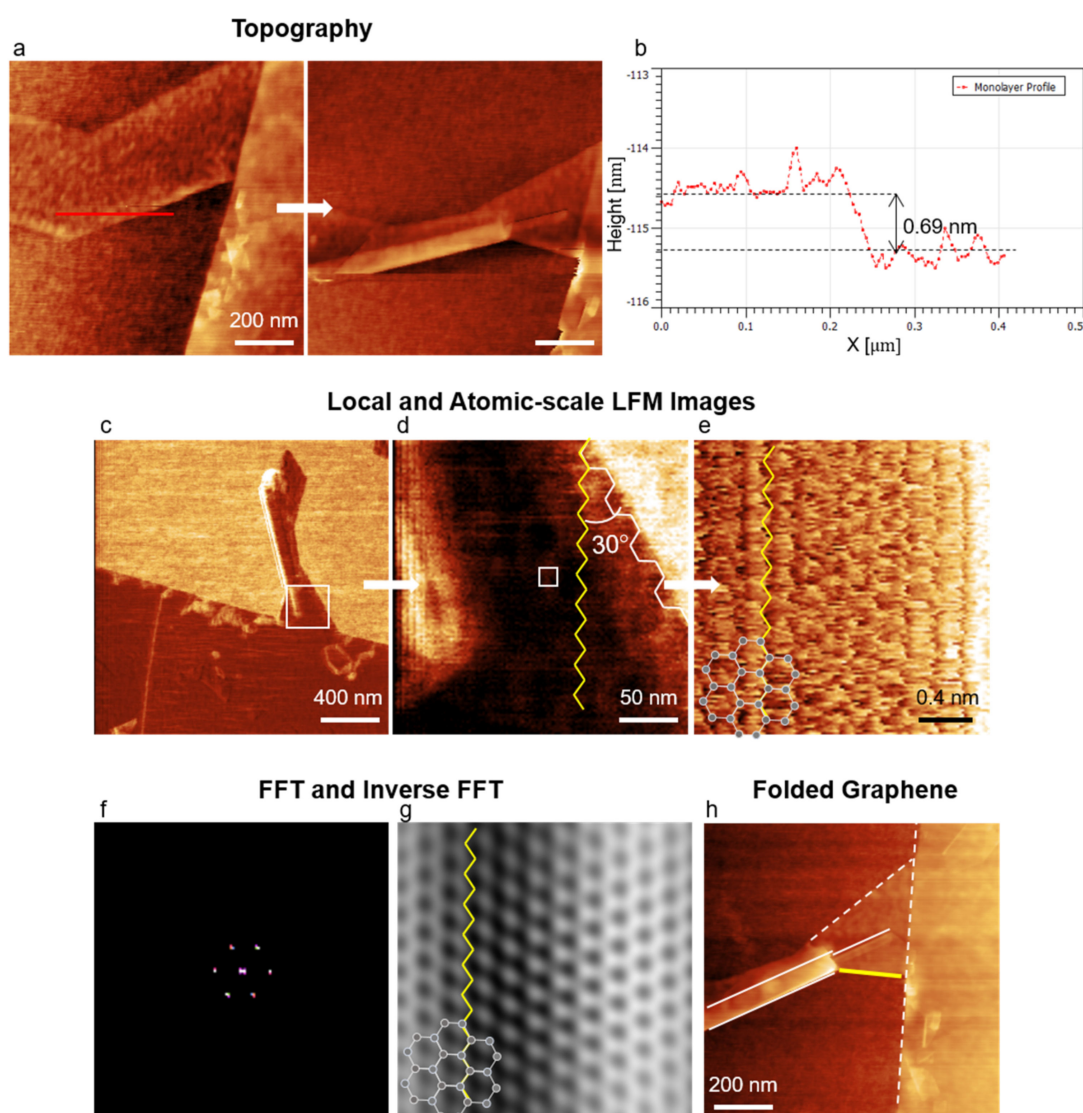 Topography
a
b
200 nm
-113
-114
-115
-116
Height [nm]
Monolayer Profile
0.69 nm
0.0
0.1
0.2
0.3
0.4
0.5
X [μm]
Local and Atomic-scale LFM Images
c
d
e
400 nm
30°
50 nm
0.4 nm
FFT and Inverse FFT
Folded Graphene
f
g
h
200 nm